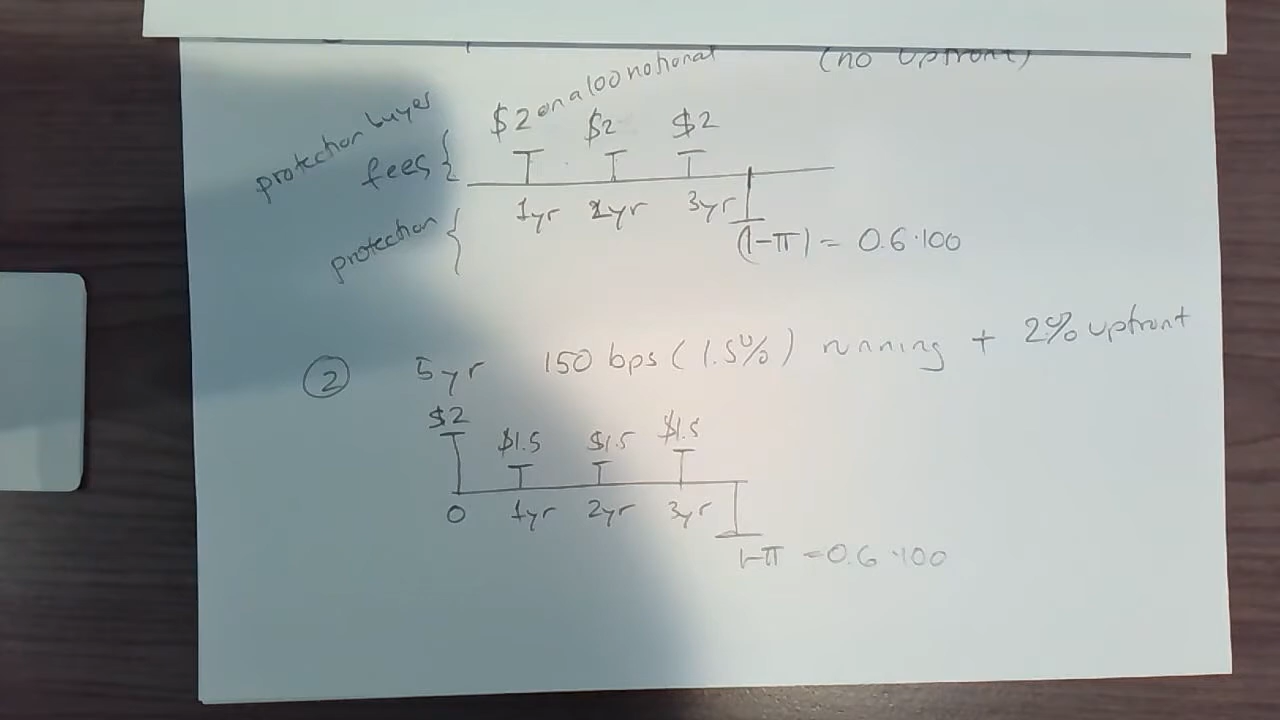 (no upfront)
protection buyer
$2 on a 100 notional $2 $2
fees {
1yr 2yr 3yr
protection {
(1-π) = 0.6·100
② 5yr 150 bps (1.5%) running + 2% upfront
$2
$1.5 $1.5 $1.5
0 1yr 2yr 3yr
1-π = 0.6·100